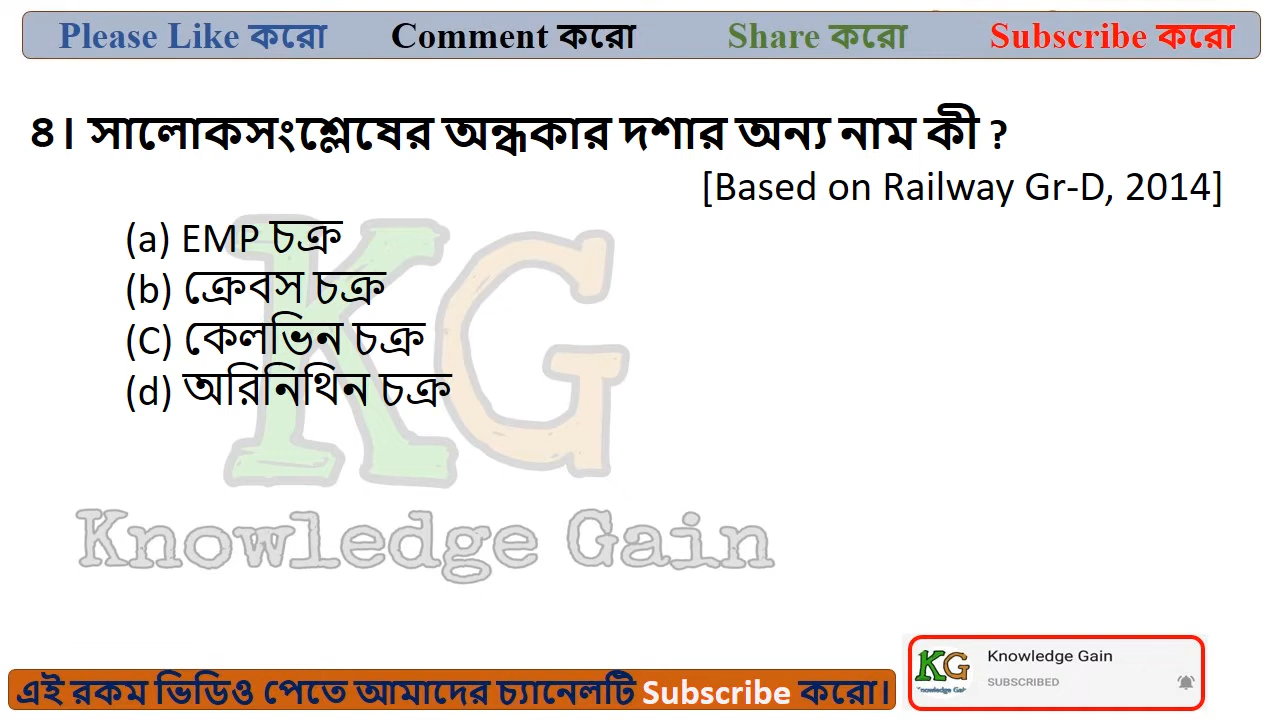 Please Like করো Comment করো Share করো Subscribe করো
৪। সালোকসংশ্লেষের অন্ধকার দশার অন্য নাম কী ?
[Based on Railway Gr-D, 2014]
(a) EMP চক্র
(b) ক্রেবস চক্র
(C) কেলভিন চক্র
(d) অরিনিথিন চক্র
KG
Knowledge Gain
এই রকম ভিডিও পেতে আমাদের চ্যানেলটি Subscribe করো।
KG
Knowledge Gain
SUBSCRIBED